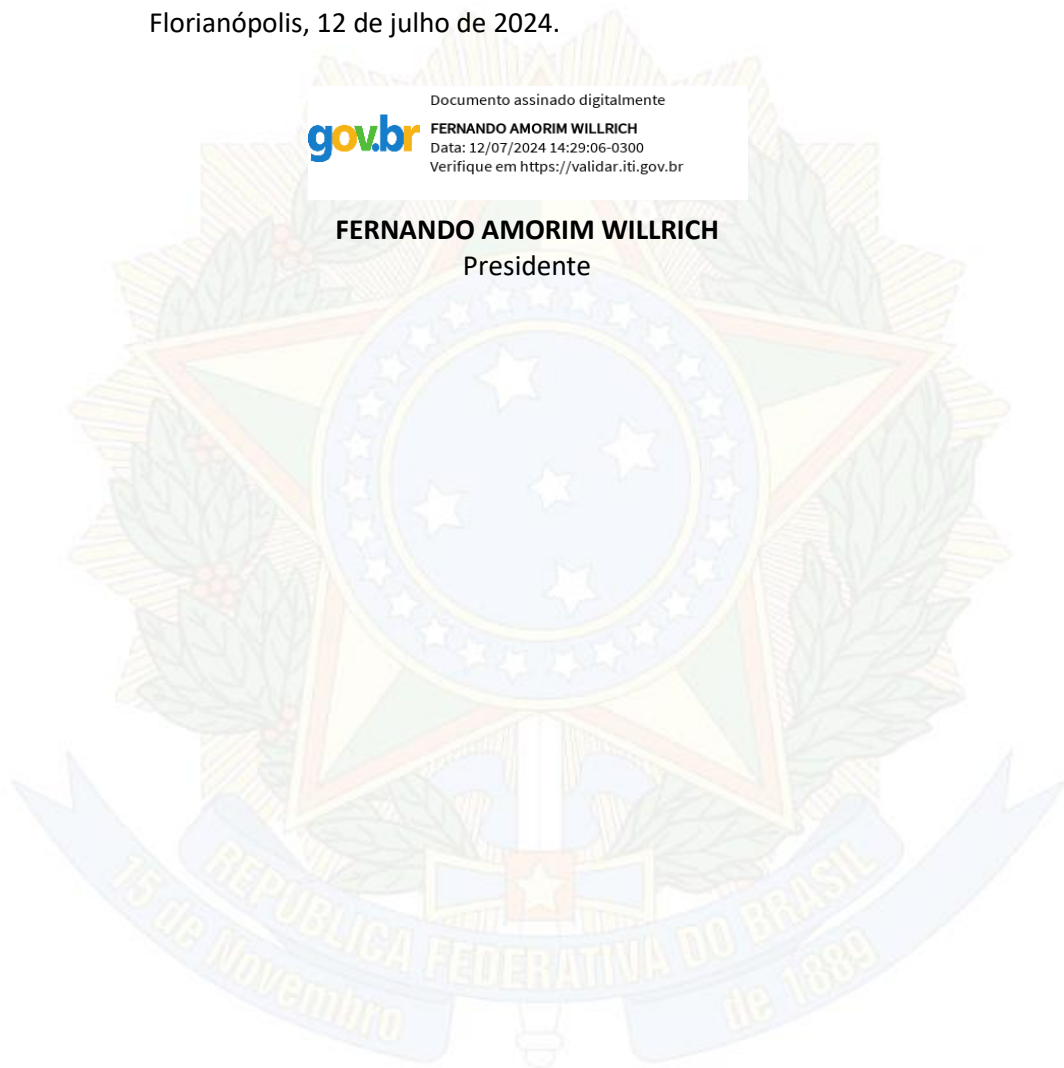 Florianópolis, 12 de julho de 2024.
Documento assinado digitalmente
gov.br
FERNANDO AMORIM WILLRICH
Data: 12/07/2024 14:29:06-0300
Verifique em https://validar.iti.gov.br
FERNANDO AMORIM WILLRICH
Presidente
REPÚBLICA FEDERATIVA DO BRASIL
15 de Novembro
de 1889